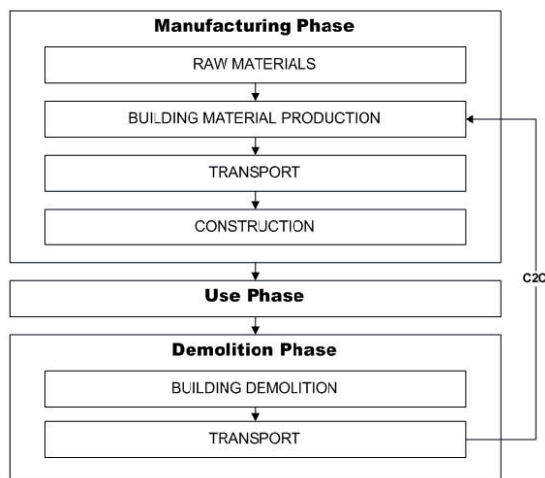 Manufacturing Phase
RAW MATERIALS
BUILDING MATERIAL PRODUCTION
TRANSPORT
CONSTRUCTION
C2C
Use Phase
Demolition Phase
BUILDING DEMOLITION
TRANSPORT